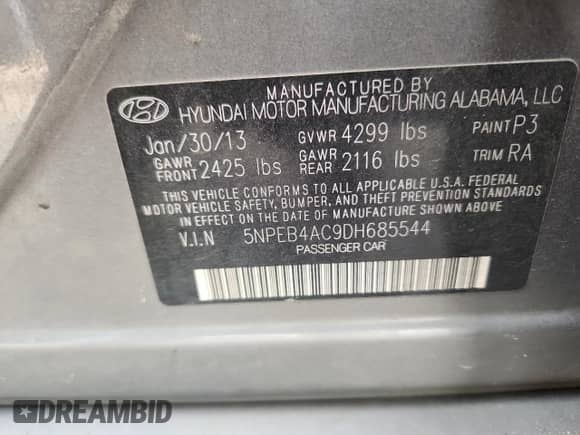 MANUFACTURED BY
HYUNDAI MOTOR MANUFACTURING ALABAMA, LLC
Jan/30/13 GVWR 4299 lbs PAINT P3
GAWR FRONT 2425 lbs GAWR REAR 2116 lbs TRIM RA
THIS VEHICLE CONFORMS TO ALL APPLICABLE U.S.A. FEDERAL
MOTOR VEHICLE SAFETY, BUMPER, AND THEFT PREVENTION STANDARDS
IN EFFECT ON THE DATE OF MANUFACTURE SHOWN ABOVE
V.I.N 5NPEB4AC9DH685544
PASSENGER CAR
DREAMBID